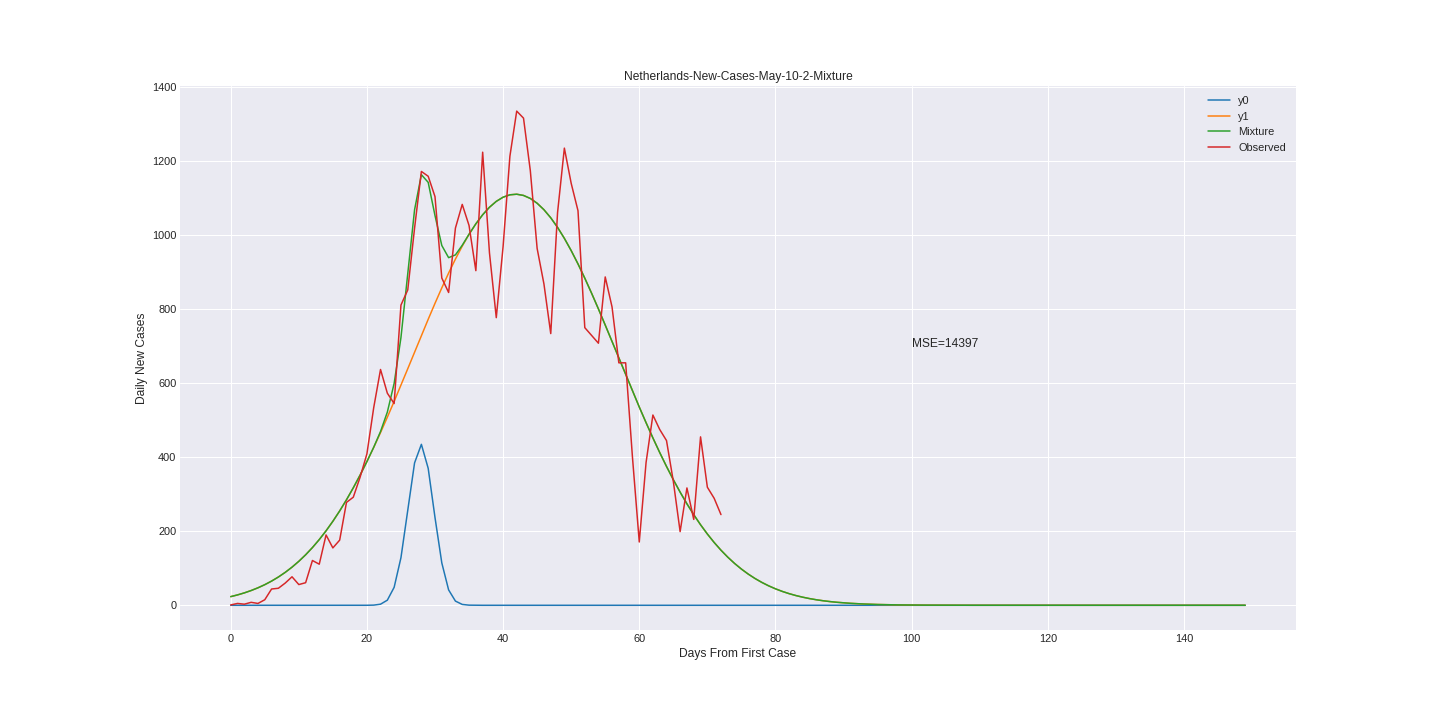 Netherlands-New-Cases-May-10-2-Mixture
1400
1200
1000
800
600
400
200
0
Daily New Cases
y0
y1
Mixture
Observed
MSE=14397
0 20 40 60 80 100 120 140
Days From First Case